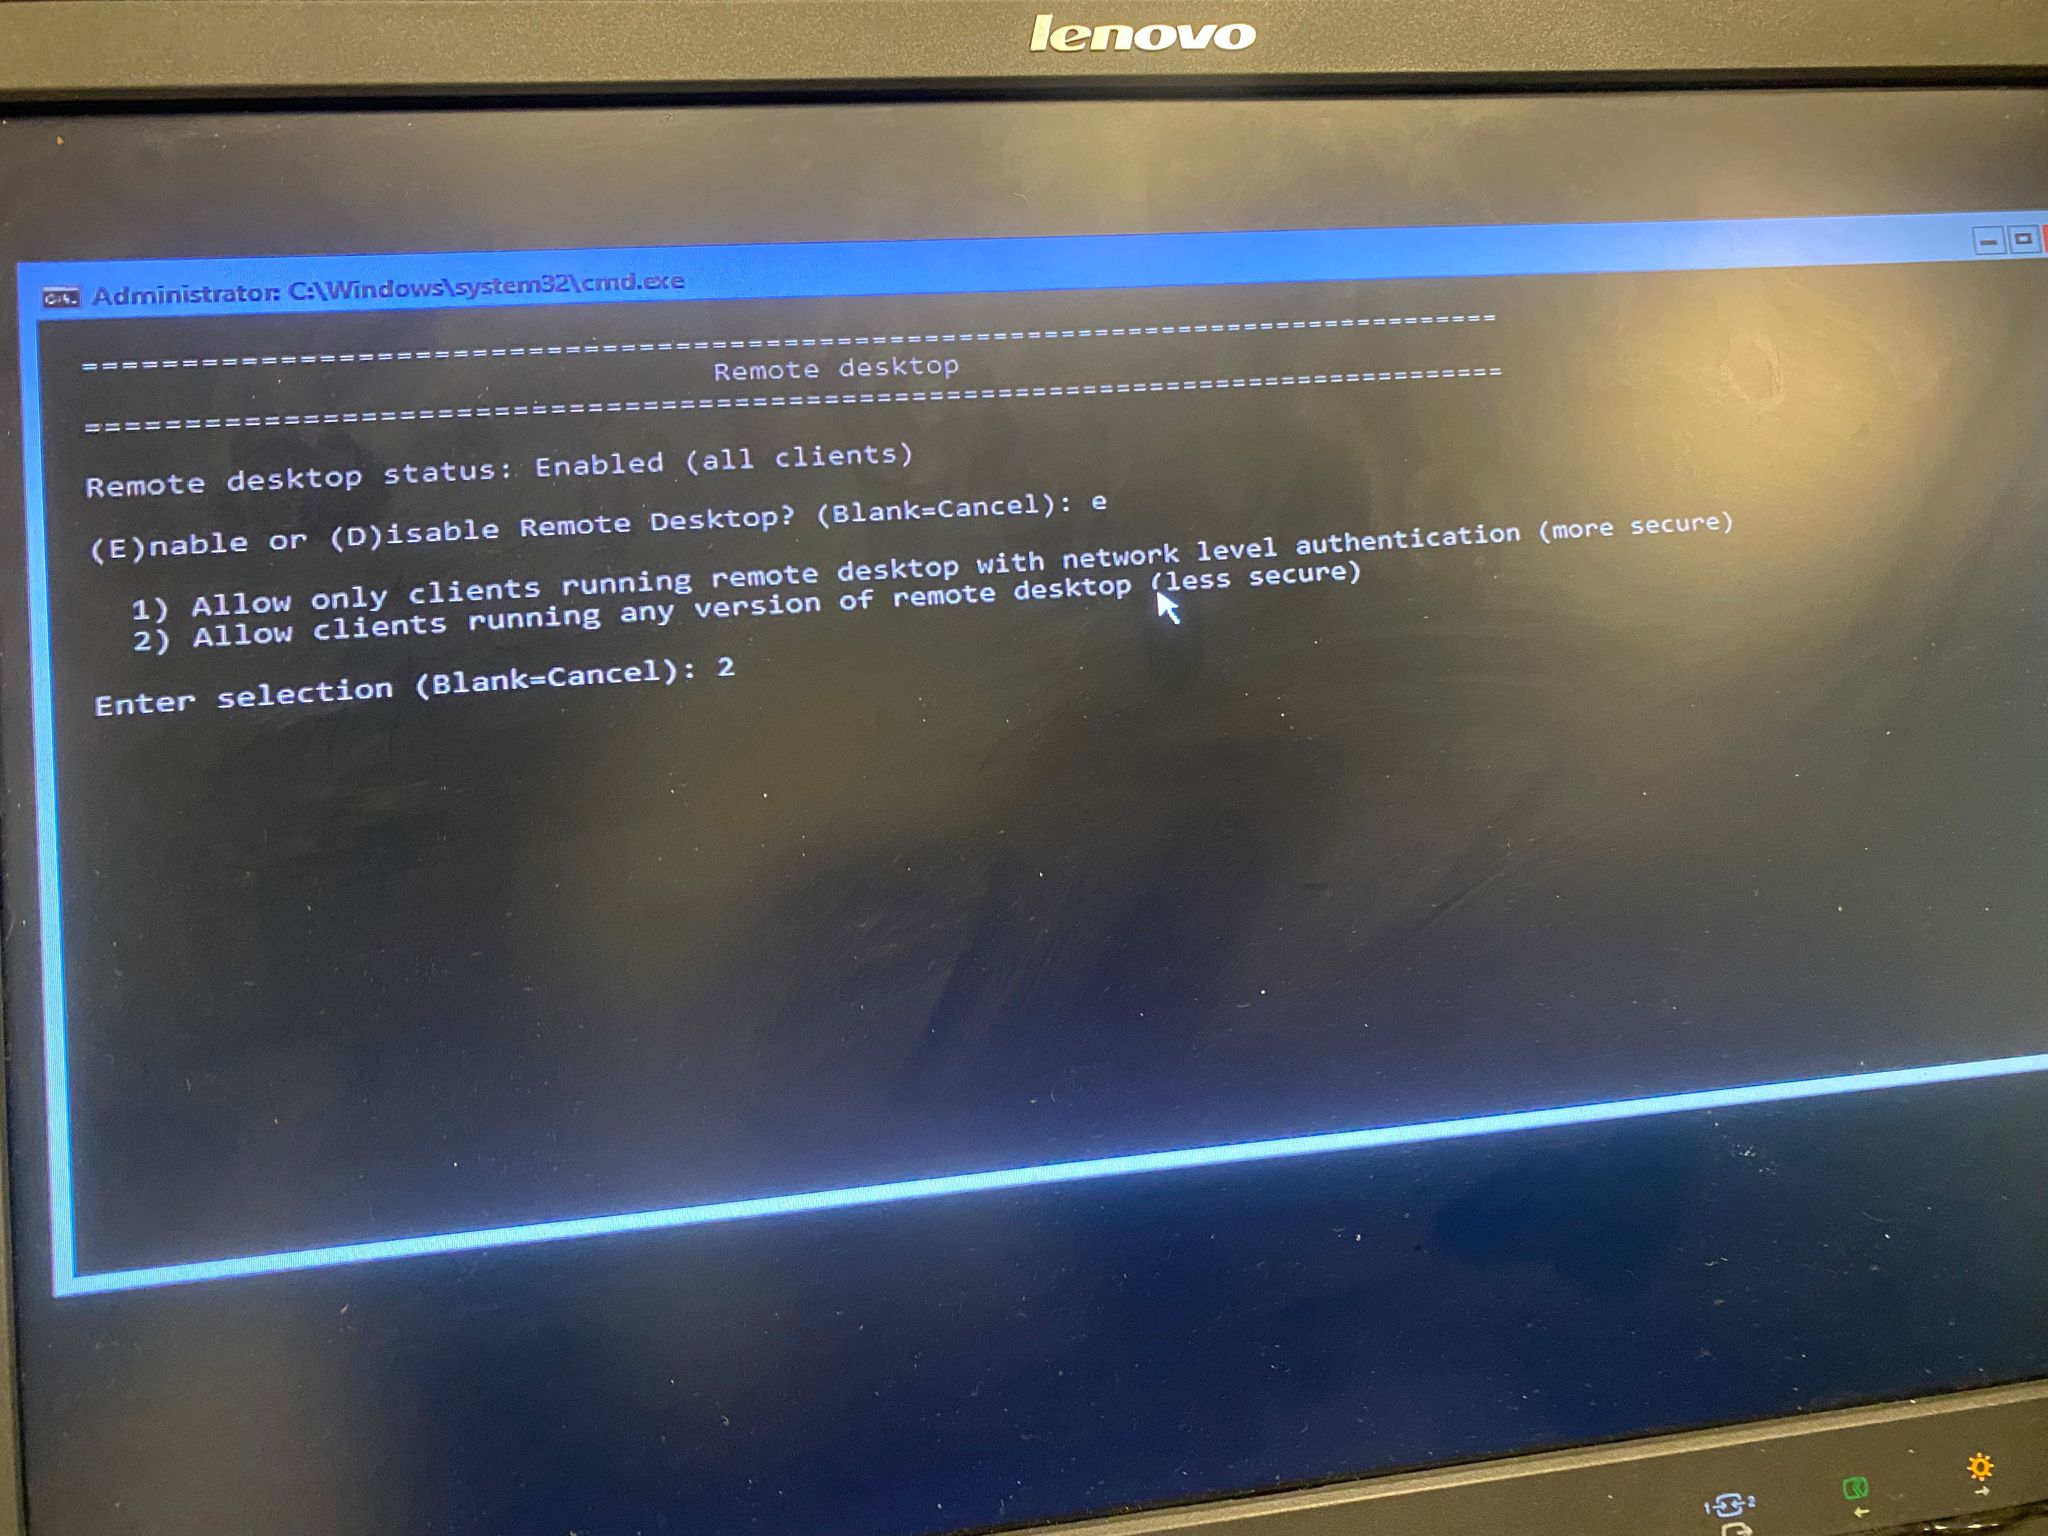 lenovo
Administrator: C:\Windows\system32\cmd.exe
===============================================================================
Remote desktop
===============================================================================
Remote desktop status: Enabled (all clients)
(E)nable or (D)isable Remote Desktop? (Blank=Cancel): e
1) Allow only clients running remote desktop with network level authentication (more secure)
2) Allow clients running any version of remote desktop (less secure)
Enter selection (Blank=Cancel): 2